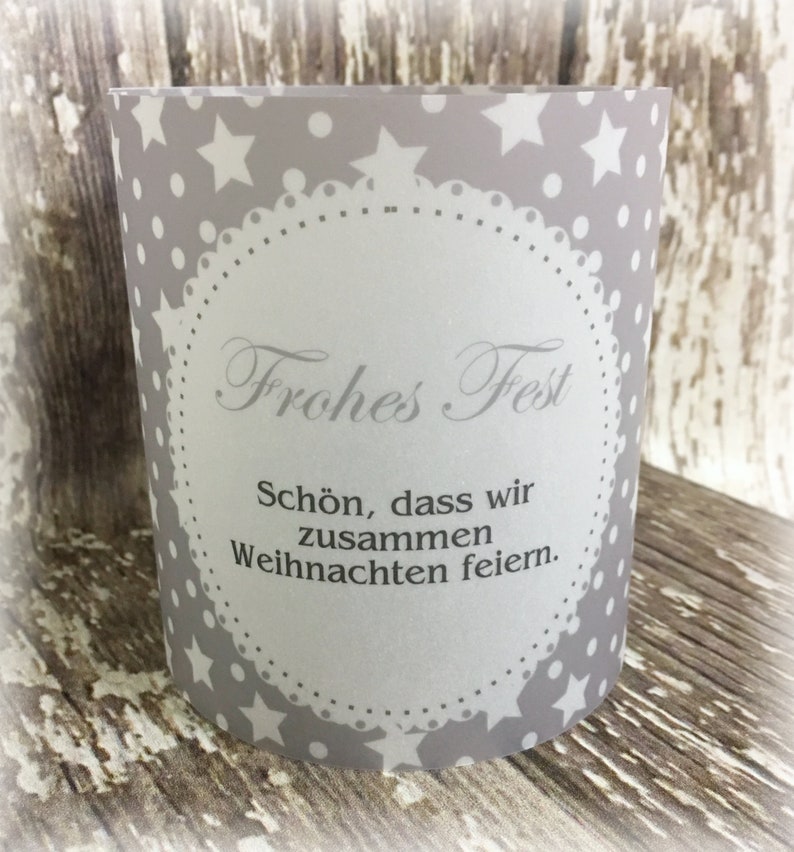 Frohes Fest
Schön, dass wir
zusammen
Weihnachten feiern.